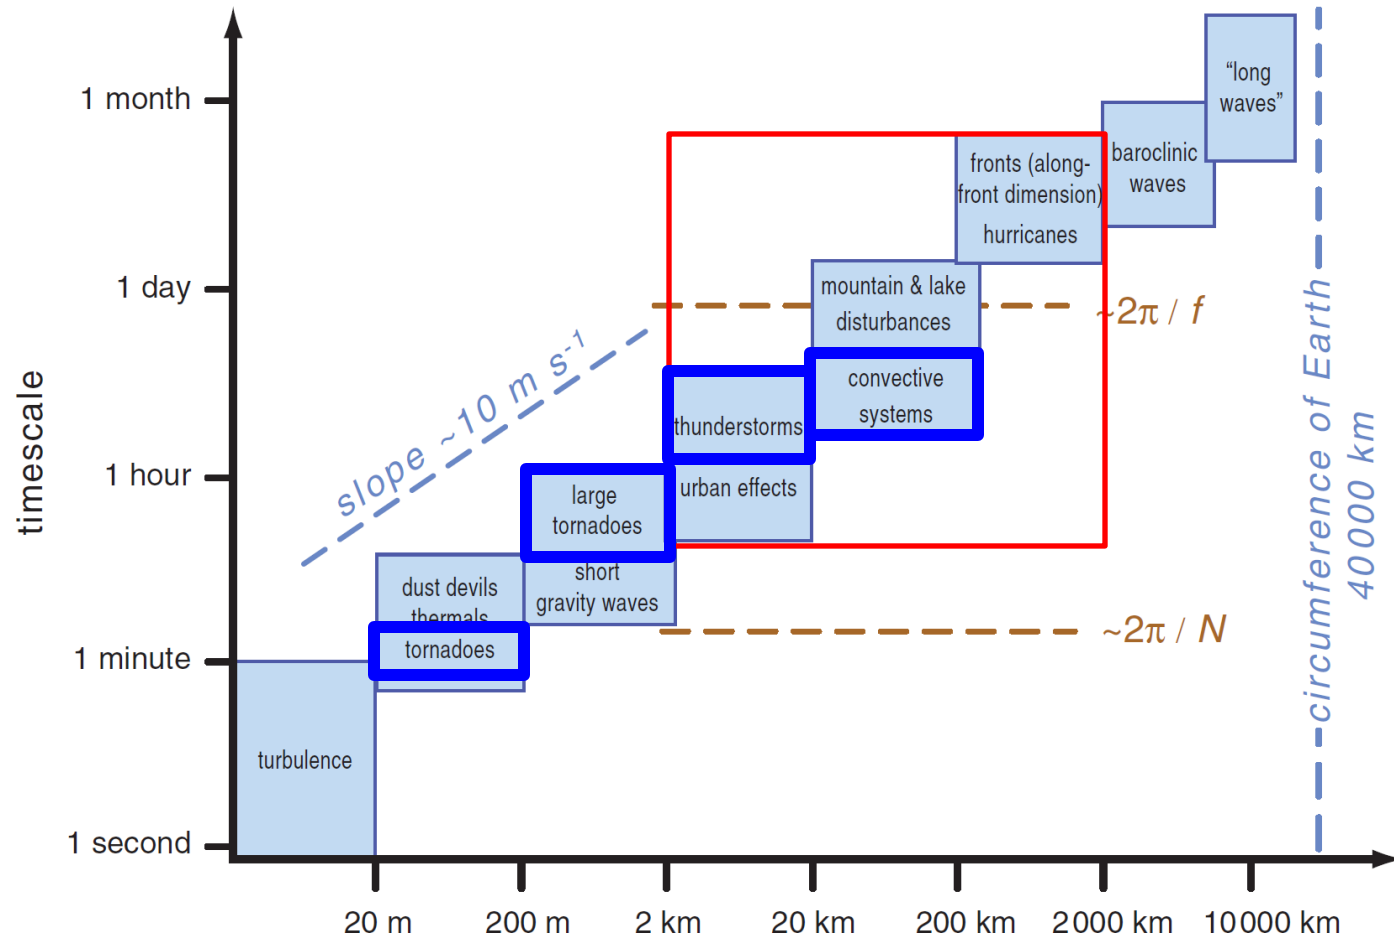 1 month
1 day
1 hour
1 minute
1 second
timescale
20 m
200 m
2 km
20 km
200 km
2000 km
10000 km
turbulence
dust devils
thermals
tornadoes
large
tornadoes
short
gravity waves
thunderstorms
urban effects
mountain & lake
disturbances
convective
systems
fronts (along-
front dimension)
hurricanes
baroclinic
waves
“long
waves”
slope ~10 m s⁻¹
~2π / f
~2π / N
circumference of Earth
40000 km